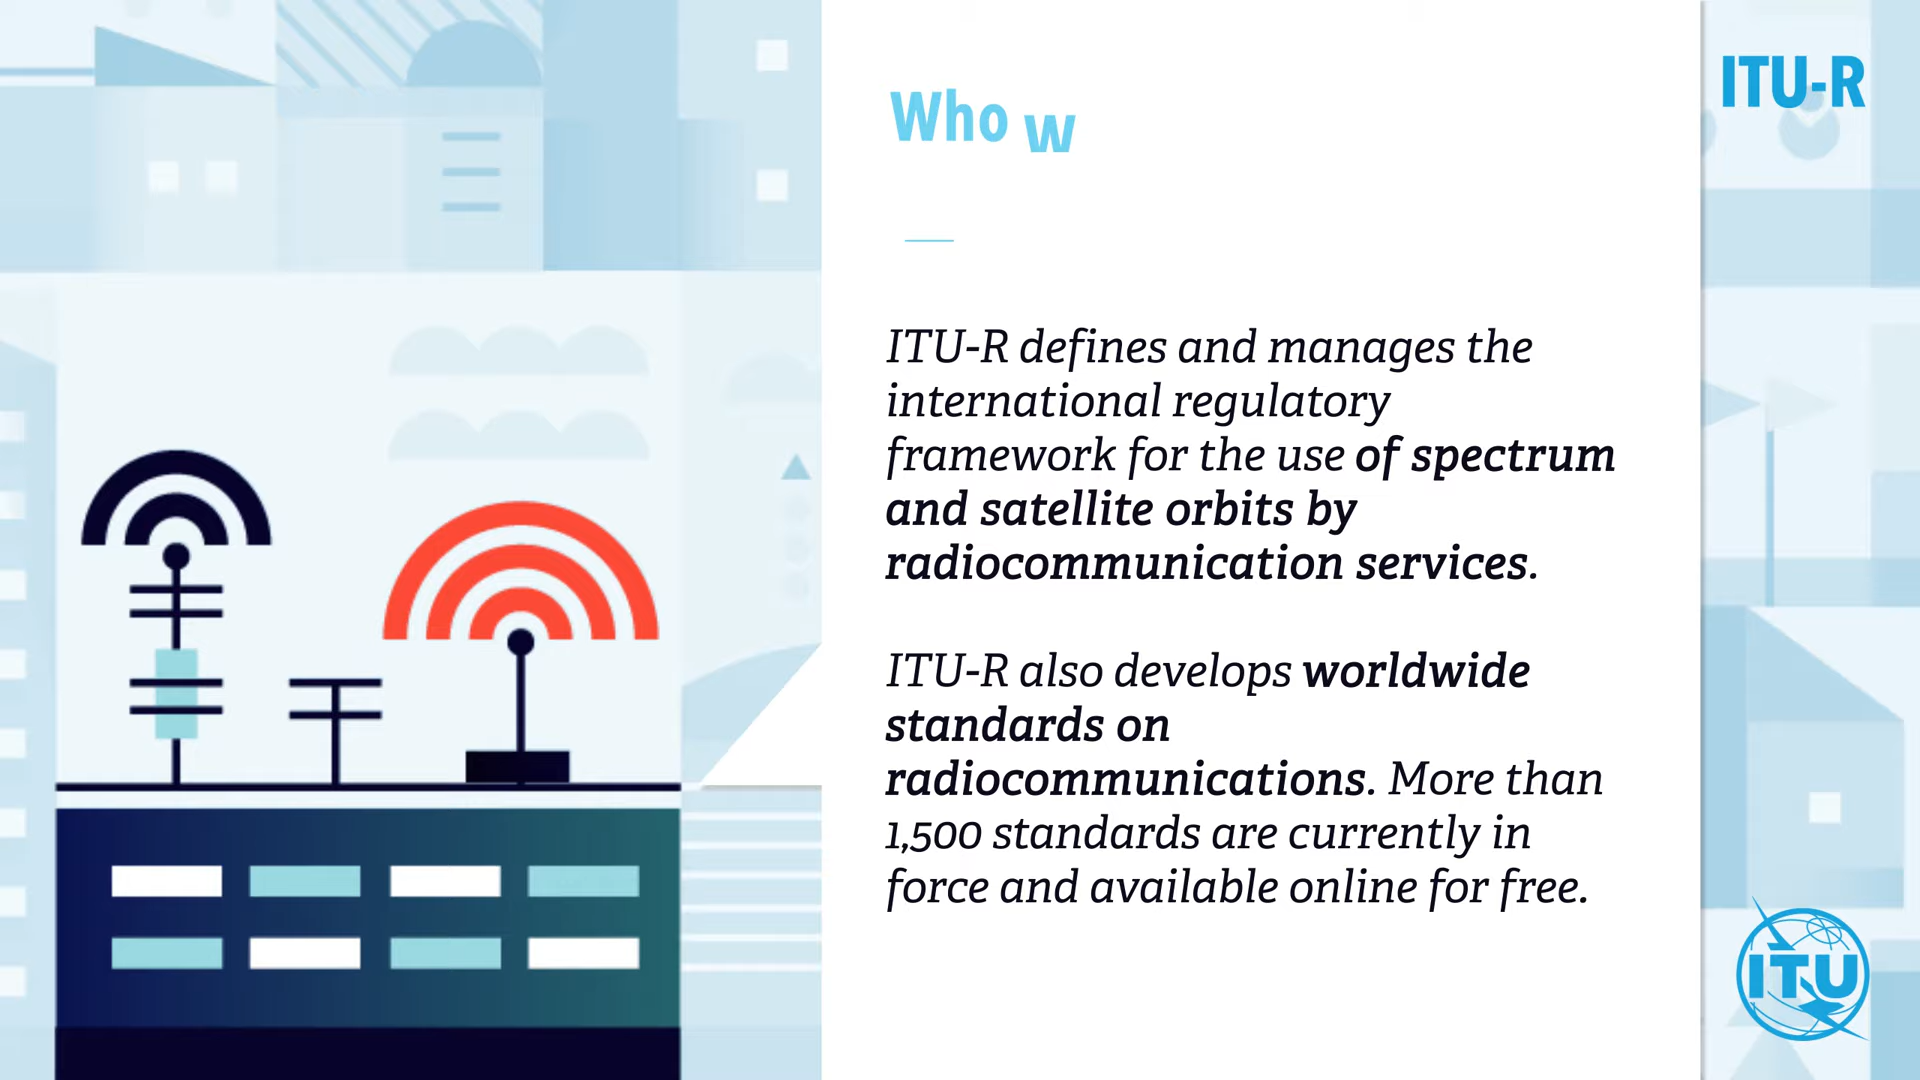 Who w
ITU-R
ITU-R defines and manages the
international regulatory
framework for the use of spectrum
and satellite orbits by
radiocommunication services.
ITU-R also develops worldwide
standards on
radiocommunications. More than
1,500 standards are currently in
force and available online for free.
ITU